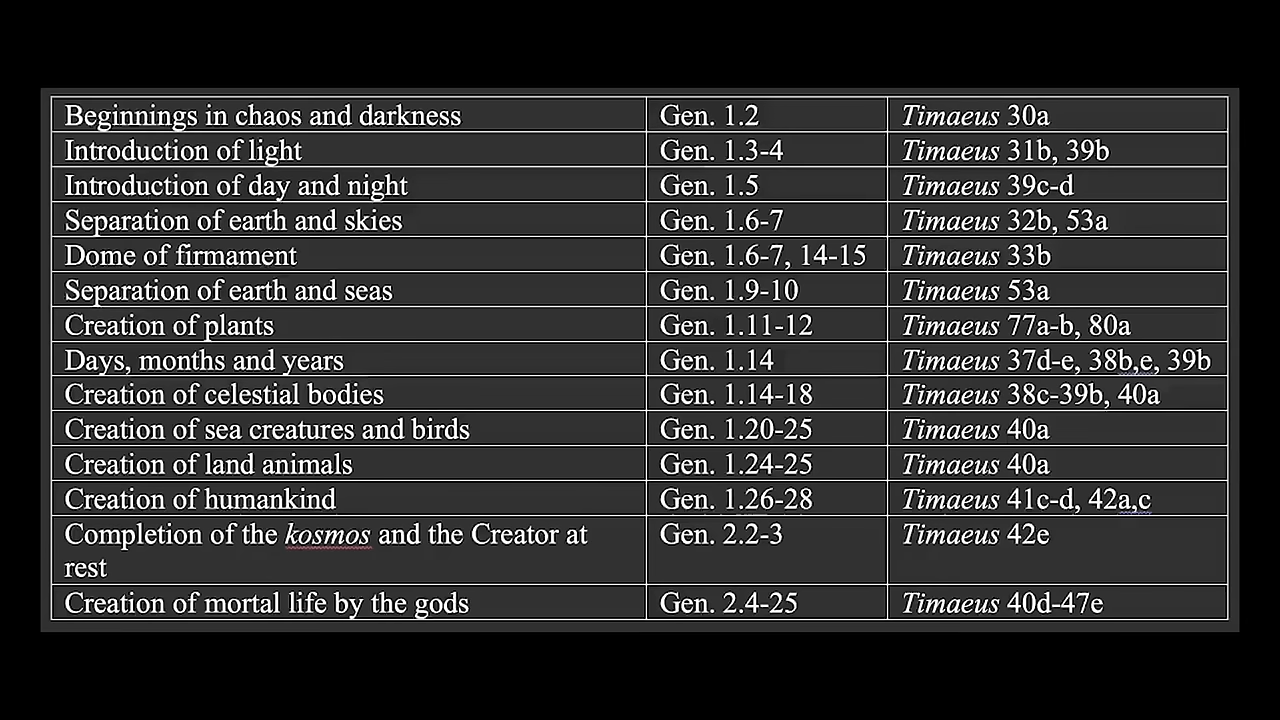 Beginnings in chaos and darkness Gen. 1.2 Timaeus 30a
Introduction of light Gen. 1.3-4 Timaeus 31b, 39b
Introduction of day and night Gen. 1.5 Timaeus 39c-d
Separation of earth and skies Gen. 1.6-7 Timaeus 32b, 53a
Dome of firmament Gen. 1.6-7, 14-15 Timaeus 33b
Separation of earth and seas Gen. 1.9-10 Timaeus 53a
Creation of plants Gen. 1.11-12 Timaeus 77a-b, 80a
Days, months and years Gen. 1.14 Timaeus 37d-e, 38b,e, 39b
Creation of celestial bodies Gen. 1.14-18 Timaeus 38c-39b, 40a
Creation of sea creatures and birds Gen. 1.20-25 Timaeus 40a
Creation of land animals Gen. 1.24-25 Timaeus 40a
Creation of humankind Gen. 1.26-28 Timaeus 41c-d, 42a,c
Completion of the kosmos and the Creator at Gen. 2.2-3 Timaeus 42e
rest
Creation of mortal life by the gods Gen. 2.4-25 Timaeus 40d-47e